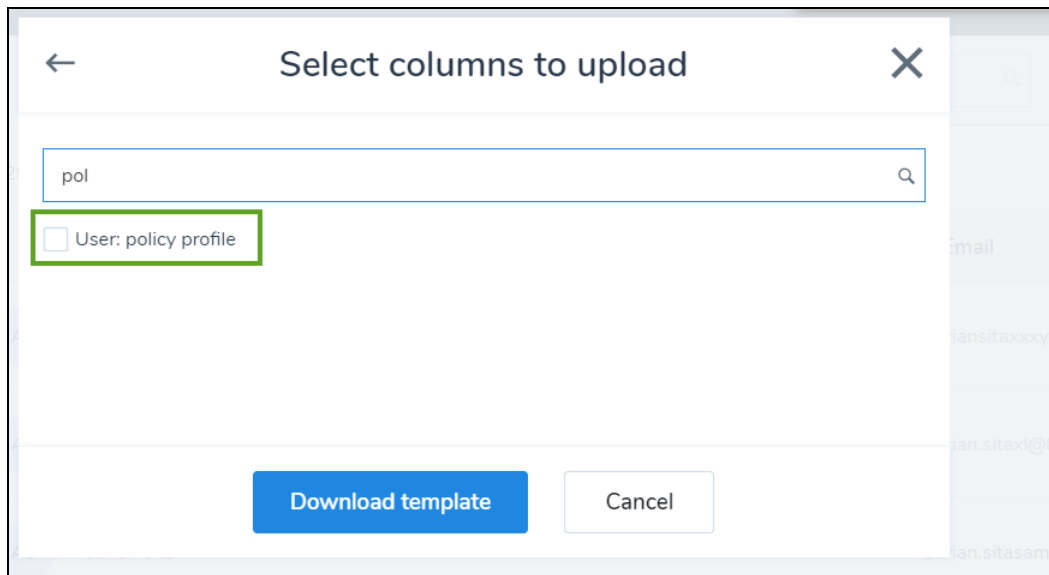 Select columns to upload
pol
User: policy profile
Email
Download template
Cancel